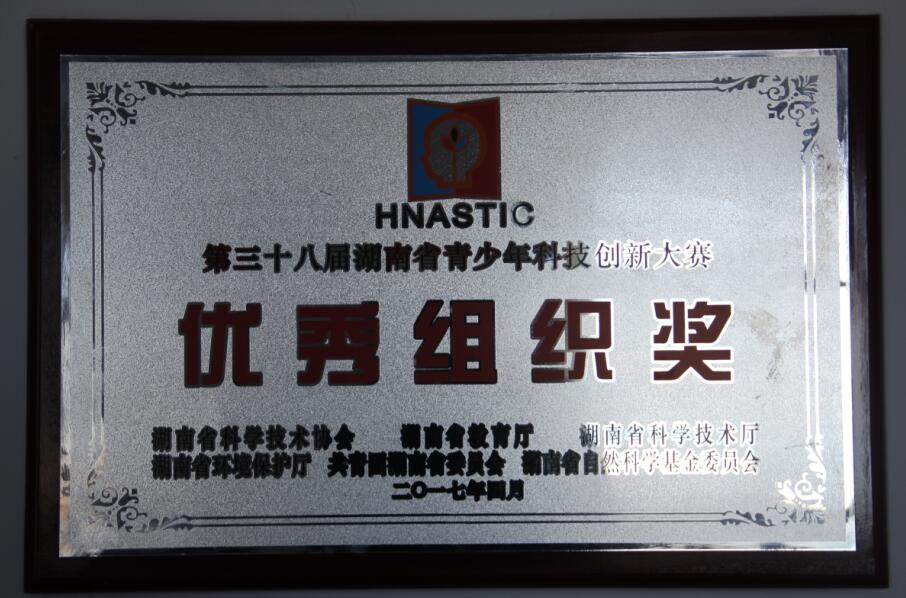 HNASTIC
第三十八届湖南省青少年科技创新大赛
优秀组织奖
湖南省科学技术协会 湖南省教育厅 湖南省科学技术厅
湖南省环境保护厅 共青团湖南省委员会 湖南省自然科学基金委员会
二〇一七年四月